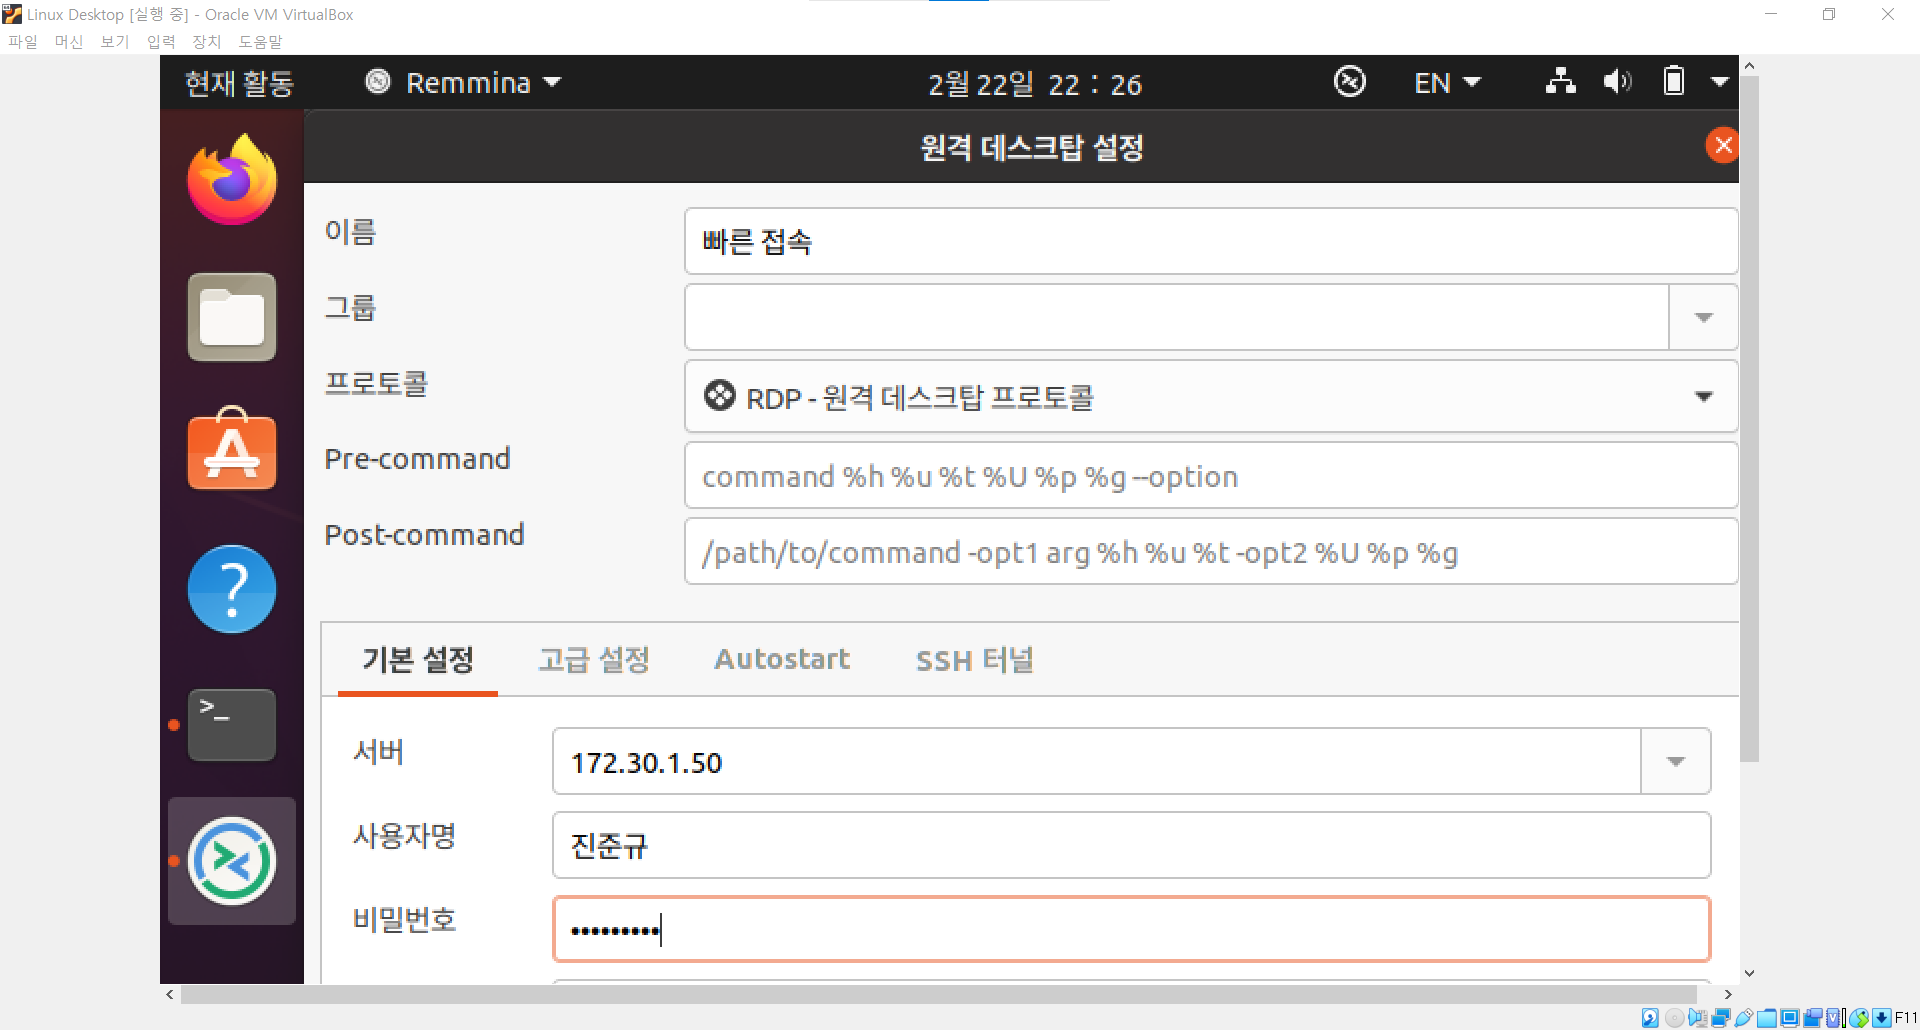 Linux Desktop [실행 중] - Oracle VM VirtualBox
파일 머신 보기 입력 장치 도움말
현재 활동 Remmina 2월 22일 22 : 26 EN
원격 데스크탑 설정
이름 빠른 접속
그룹
프로토콜 RDP - 원격 데스크탑 프로토콜
Pre-command command %h %u %t %U %p %g --option
Post-command /path/to/command -opt1 arg %h %u %t -opt2 %U %p %g
기본 설정 고급 설정 Autostart SSH 터널
서버 172.30.1.50
사용자명 진준규
비밀번호 •••••••••
F11